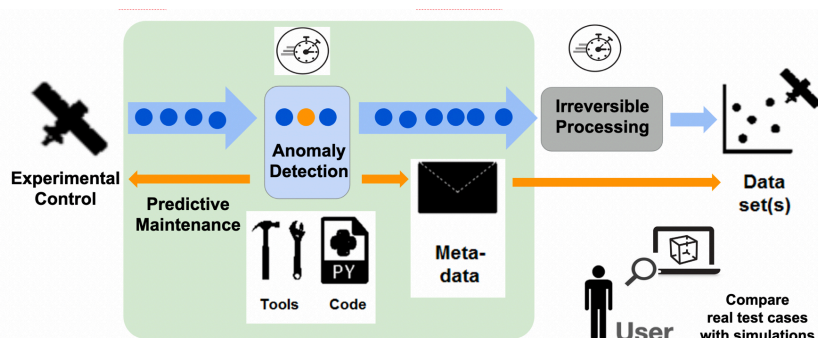 Experimental
Control
Predictive
Maintenance
Anomaly
Detection
Tools
PY
Code
Meta-
data
Irreversible
Processing
Data
set(s)
User
Compare
real test cases
with simulations